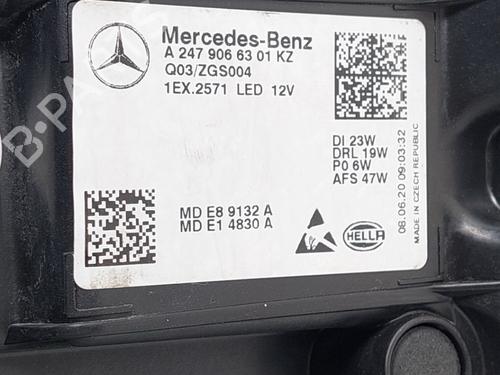 Mercedes-Benz
A 247 906 63 01 KZ
Q03/ZGS004
1EX.2571 LED 12V
DI 23W
DRL 19W
PO 6W
AFS 47W
08.06.20 09:03:32
MADE IN CZECH REPUBLIC
MD E8 9132 A
MD E1 4830 A
HELLA